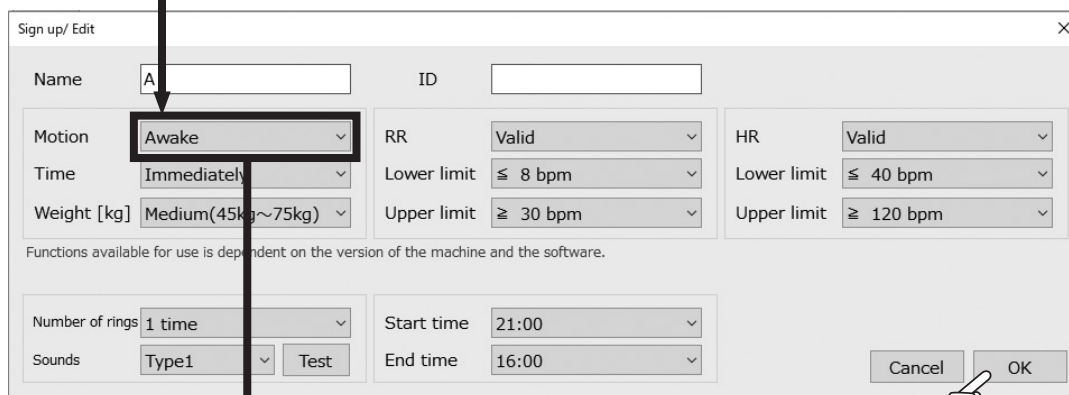 Sign up/ Edit
Name A ID
Motion Awake RR Valid HR Valid
Time Immediately Lower limit ≦ 8 bpm Lower limit ≦ 40 bpm
Weight [kg] Medium(45kg~75kg) Upper limit ≧ 30 bpm Upper limit ≧ 120 bpm
Functions available for use is dependent on the version of the machine and the software.
Number of rings 1 time Start time 21:00
Sounds Type1 Test End time 16:00
Cancel OK